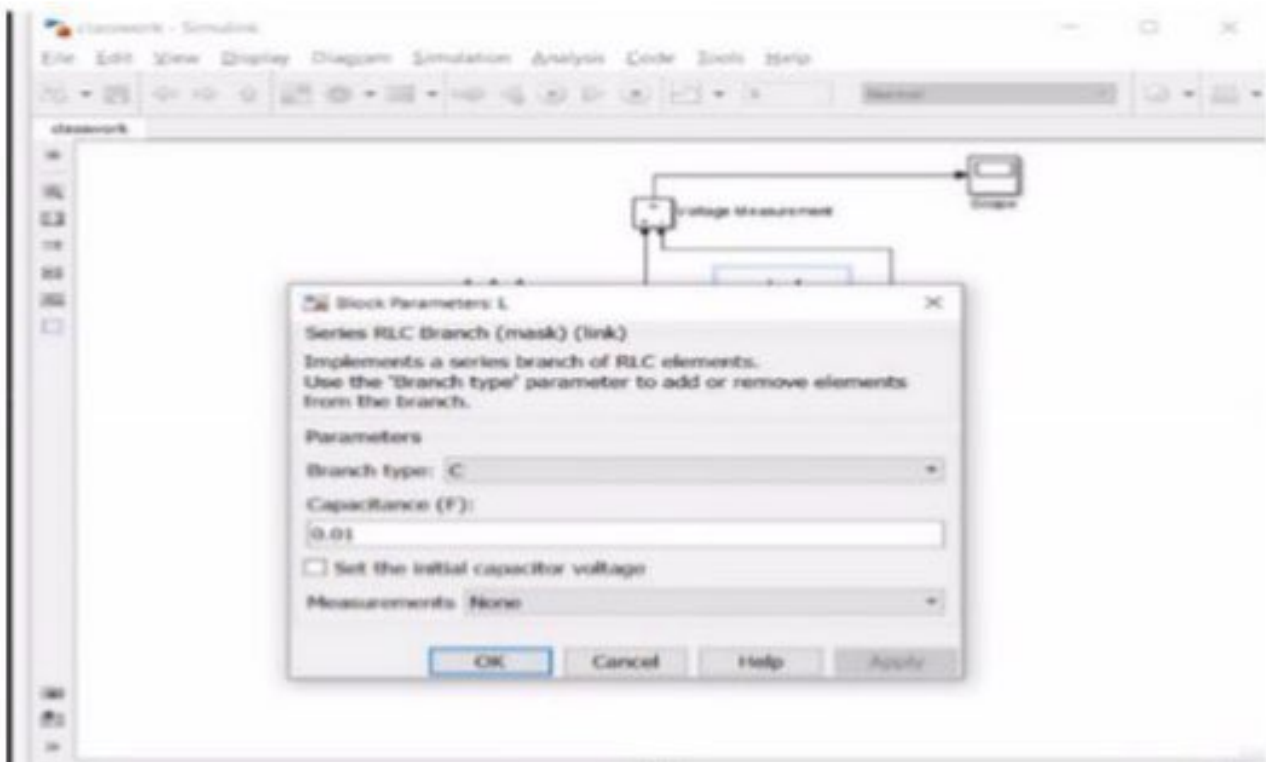 classwork - Simulink
File Edit View Display Diagram Simulation Analysis Code Tools Help
Normal
classwork
Voltage Measurement
Scope
Block Parameters: L
Series RLC Branch (mask) (link)
Implements a series branch of RLC elements.
Use the 'Branch type' parameter to add or remove elements
from the branch.
Parameters
Branch type: C
Capacitance (F):
0.01
Set the initial capacitor voltage
Measurements None
OK Cancel Help Apply